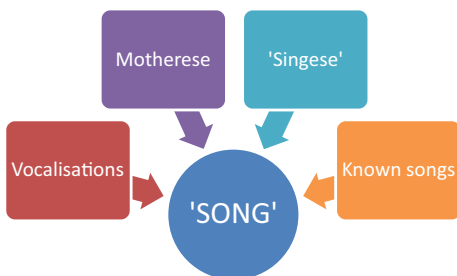 Motherese
'Singese'
Vocalisations
Known songs
'SONG'